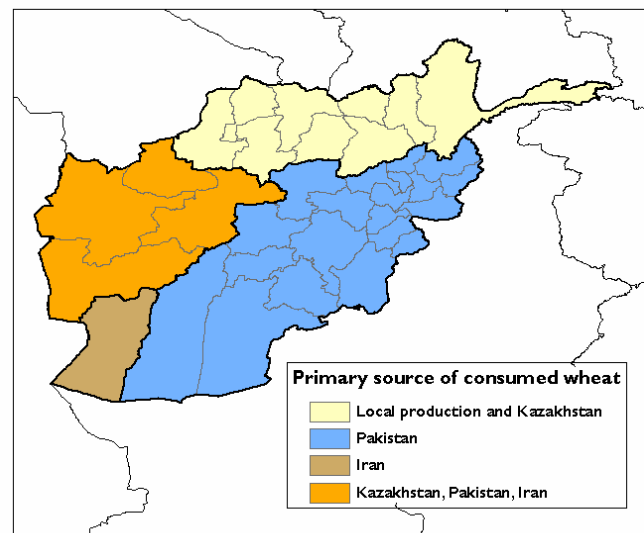 Primary source of consumed wheat
Local production and Kazakhstan
Pakistan
Iran
Kazakhstan, Pakistan, Iran